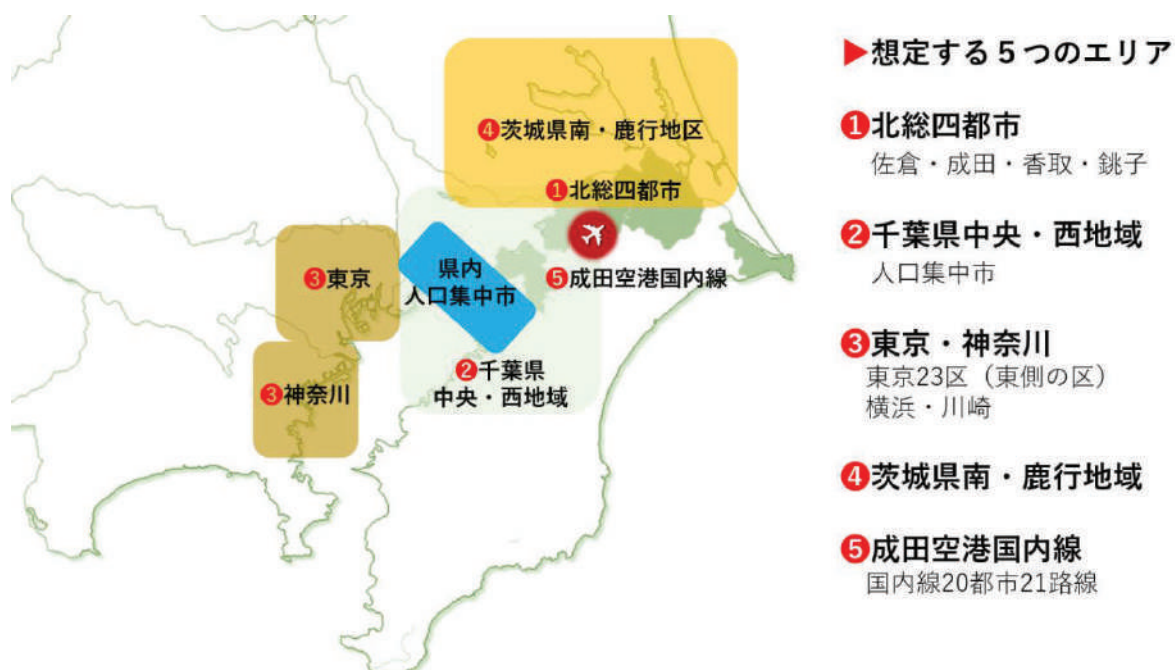 ❹茨城県南・鹿行地区
❶北総四都市
❸東京
県内
人口集中市
❺成田空港国内線
❸神奈川
❷千葉県
中央・西地域
▶想定する５つのエリア
❶北総四都市
佐倉・成田・香取・銚子
❷千葉県中央・西地域
人口集中市
❸東京・神奈川
東京23区（東側の区）
横浜・川崎
❹茨城県南・鹿行地域
❺成田空港国内線
国内線20都市21路線